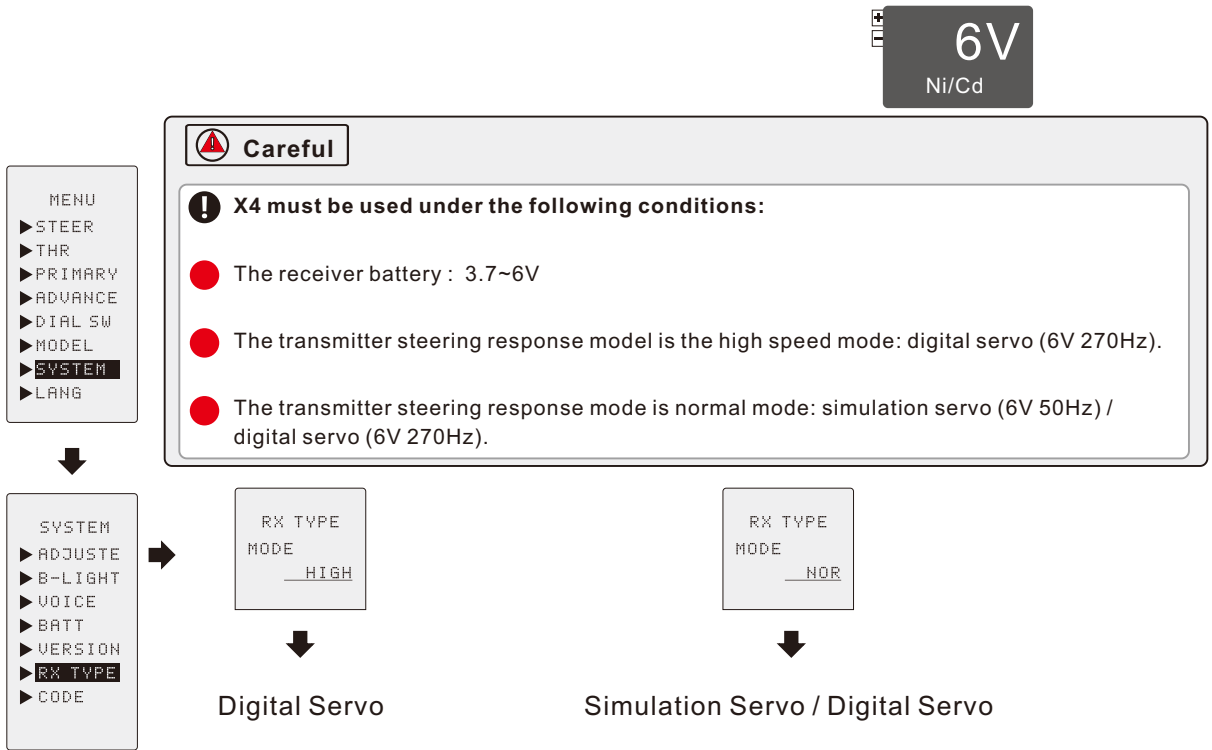 6V
Ni/Cd
Careful
X4 must be used under the following conditions:
The receiver battery : 3.7~6V
The transmitter steering response model is the high speed mode: digital servo (6V 270Hz).
The transmitter steering response mode is normal mode: simulation servo (6V 50Hz) /
digital servo (6V 270Hz).
MENU
STEER
THR
PRIMARY
ADVANCE
DIAL SW
MODEL
SYSTEM
LANG
SYSTEM
ADJUSTE
B-LIGHT
VOICE
BATT
VERSION
RX TYPE
CODE
RX TYPE
MODE
HIGH
Digital Servo
RX TYPE
MODE
NOR
Simulation Servo / Digital Servo